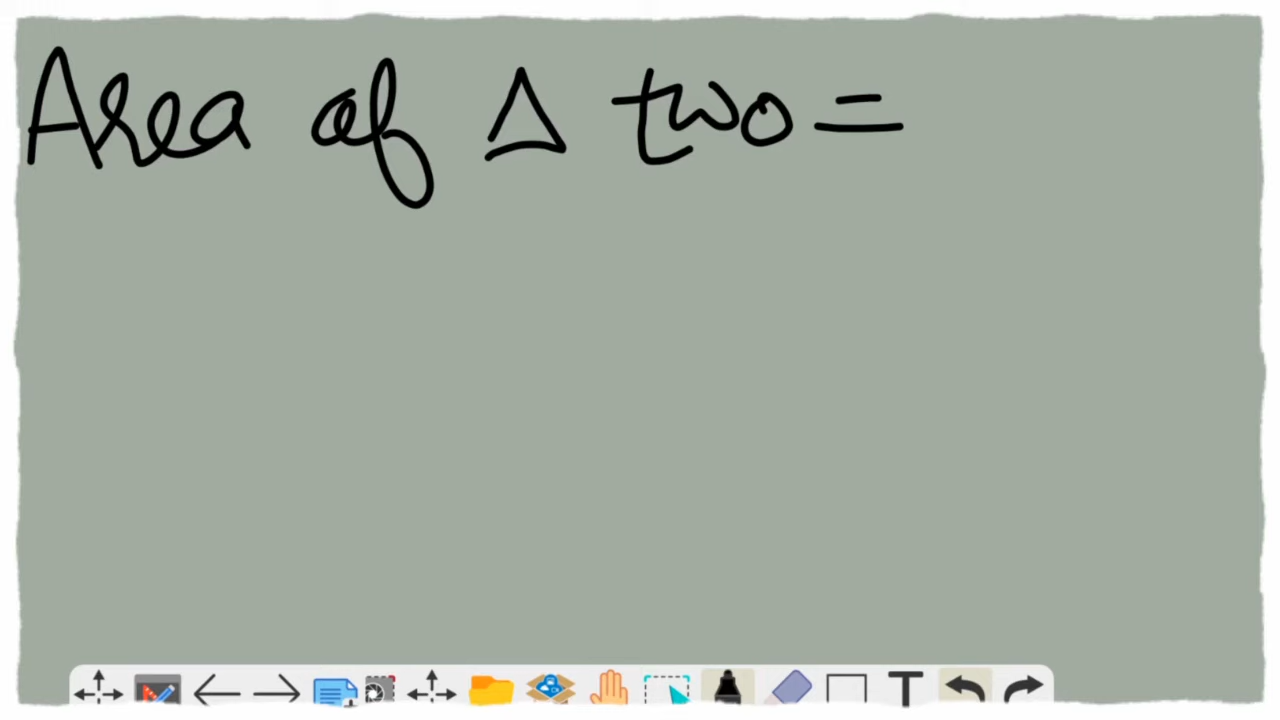 Area of Δ two =